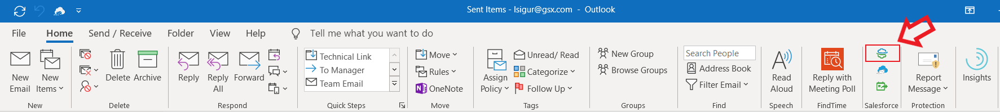 Sent Items - Isigur@gsx.com - Outlook
File Home Send / Receive Folder View Help Tell me what you want to do
New Email
New Items
New
Delete
Archive
Delete
Reply
Reply All
Forward
Respond
Technical Link
To Manager
Team Email
Quick Steps
Move
Rules
OneNote
Move
Assign Policy
Unread/ Read
Categorize
Follow Up
Tags
New Group
Browse Groups
Groups
Search People
Address Book
Filter Email
Find
Read Aloud
Speech
Reply with Meeting Poll
FindTime
Salesforce
Report Message
Protection
Insights